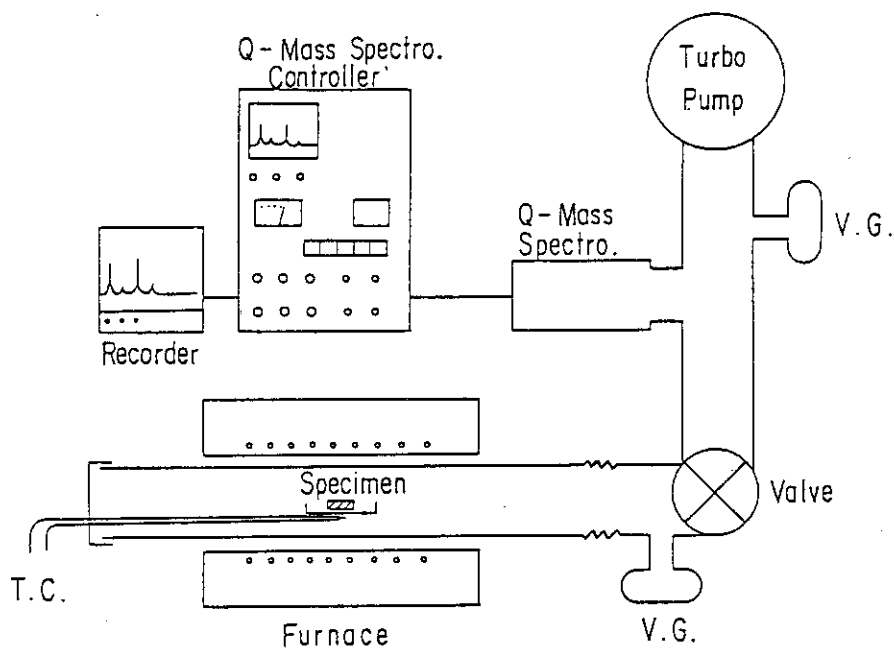 Q-Mass Spectro.
Controller
Turbo
Pump
Q-Mass
Spectro.
V.G.
Recorder
Specimen
Valve
T.C.
Furnace
V.G.